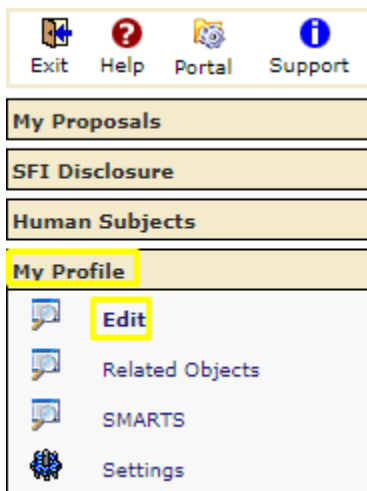 Exit Help Portal Support
My Proposals
SFI Disclosure
Human Subjects
My Profile
Edit
Related Objects
SMARTS
Settings